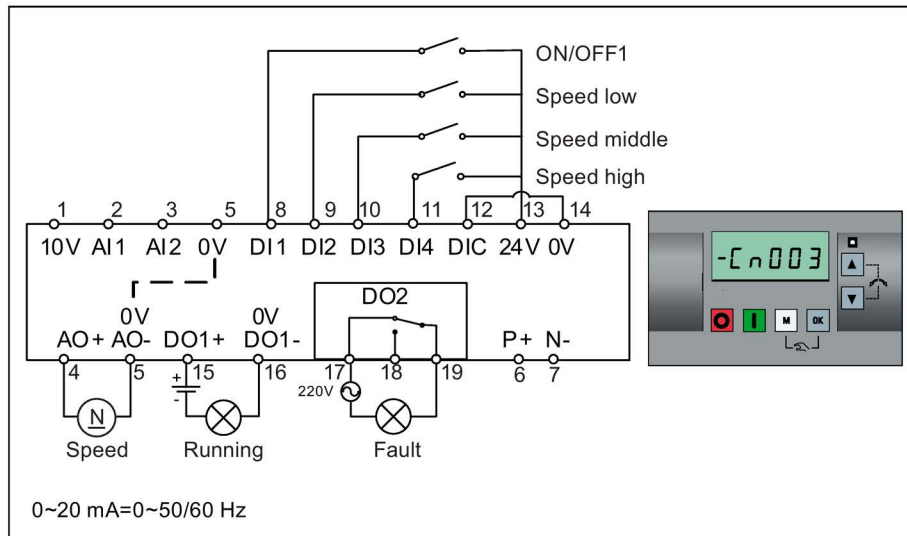 ON/OFF1
Speed low
Speed middle
Speed high
1 2 3 5 8 9 10 11 12 13 14
10V AI1 AI2 0V DI1 DI2 DI3 DI4 DIC 24V 0V
-Cn003
DO2
0V 0V
AO+ AO- DO1+ DO1-
P+ N-
4 5 15 16 17 18 19 6 7
+
-
220V
N
M OK
Speed Running Fault
0~20 mA=0~50/60 Hz